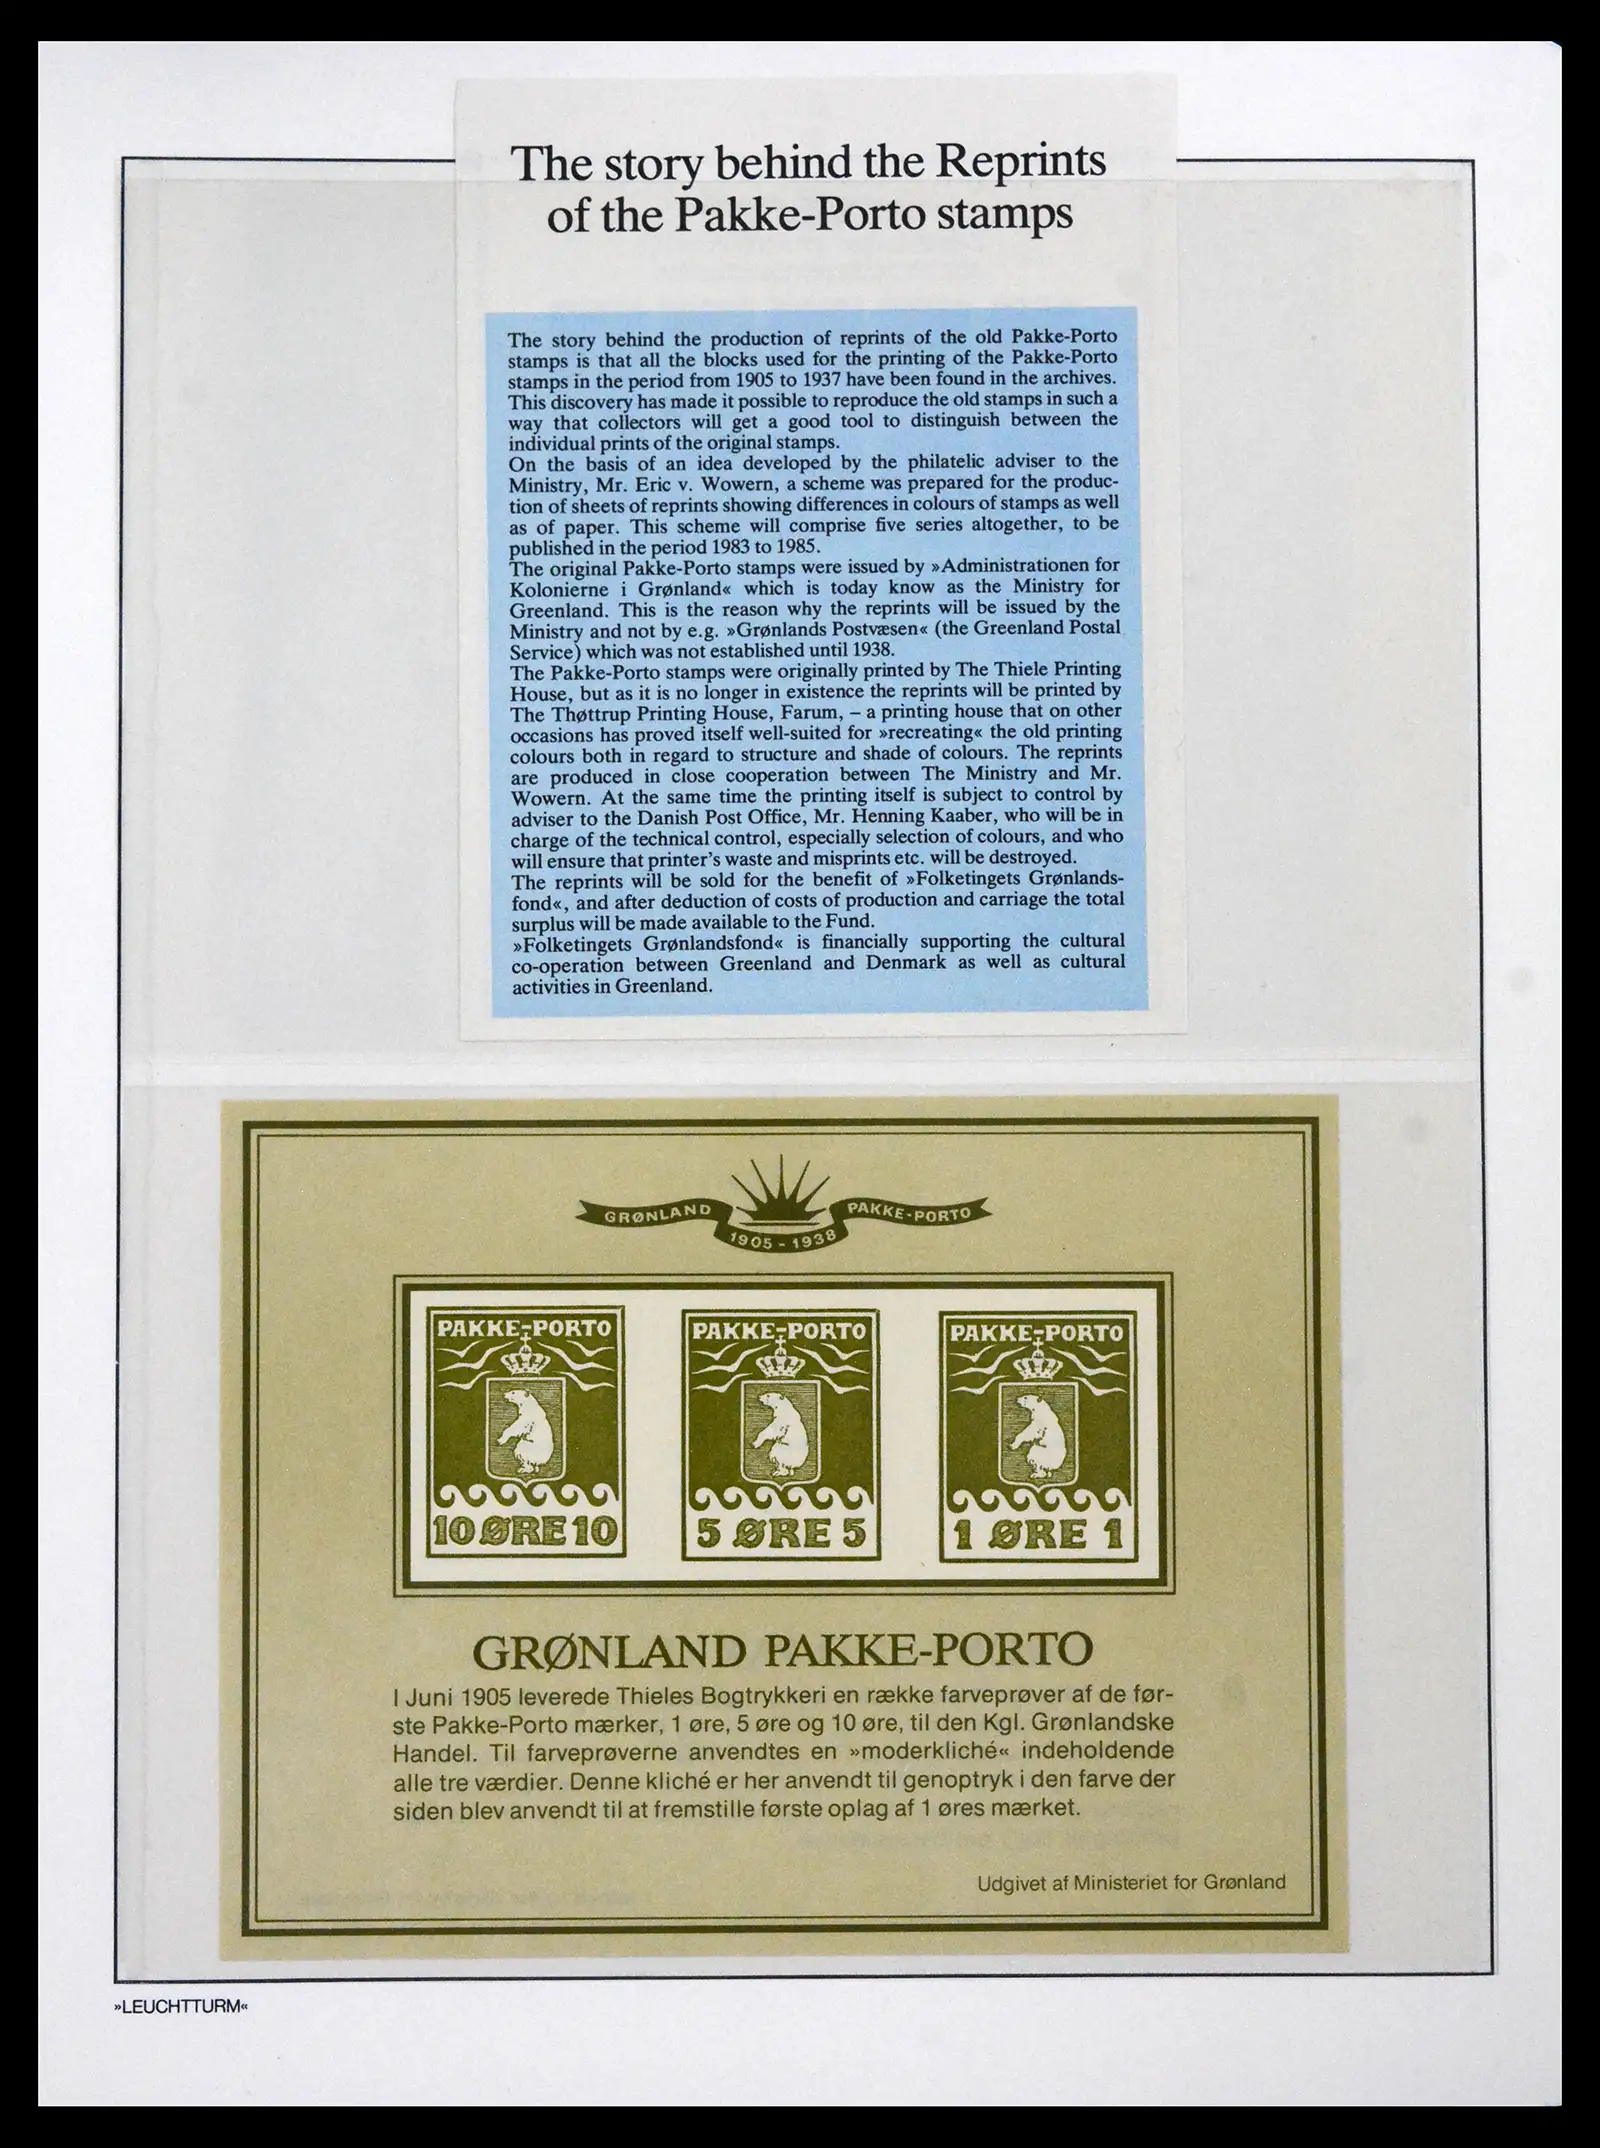 The story behind the Reprints
of the Pakke-Porto stamps
The story behind the production of reprints of the old Pakke-Porto
stamps is that all the blocks used for the printing of the Pakke-Porto
stamps in the period from 1905 to 1937 have been found in the archives.
This discovery has made it possible to reproduce the old stamps in such a
way that collectors will get a good tool to distinguish between the
individual prints of the original stamps.
On the basis of an idea developed by the philatelic adviser to the
Ministry, Mr. Eric v. Wowern, a scheme was prepared for the produc-
tion of sheets of reprints showing differences in colours of stamps as well
as of paper. This scheme will comprise five series altogether, to be
published in the period 1983 to 1985.
The original Pakke-Porto stamps were issued by »Administrationen for
Kolonierne i Grønland« which is today know as the Ministry for
Greenland. This is the reason why the reprints will be issued by the
Ministry and not by e.g. »Grønlands Postvæsen« (the Greenland Postal
Service) which was not established until 1938.
The Pakke-Porto stamps were originally printed by The Thiele Printing
House, but as it is no longer in existence the reprints will be printed by
The Thøttrup Printing House, Farum, – a printing house that on other
occasions has proved itself well-suited for »recreating« the old printing
colours both in regard to structure and shade of colours. The reprints
are produced in close cooperation between The Ministry and Mr.
Wowern. At the same time the printing itself is subject to control by
adviser to the Danish Post Office, Mr. Henning Kaaber, who will be in
charge of the technical control, especially selection of colours, and who
will ensure that printer's waste and misprints etc. will be destroyed.
The reprints will be sold for the benefit of »Folketingets Grønlands-
fond«, and after deduction of costs of production and carriage the total
surplus will be made available to the Fund.
»Folketingets Grønlandsfond« is financially supporting the cultural
co-operation between Greenland and Denmark as well as cultural
activities in Greenland.
GRØNLAND PAKKE-PORTO
1905 - 1938
PAKKE-PORTO PAKKE-PORTO PAKKE-PORTO
10 ØRE 10 5 ØRE 5 1 ØRE 1
GRØNLAND PAKKE-PORTO
I Juni 1905 leverede Thieles Bogtrykkeri en række farveprøver af de før-
ste Pakke-Porto mærker, 1 øre, 5 øre og 10 øre, til den Kgl. Grønlandske
Handel. Til farveprøverne anvendtes en »moderkliché« indeholdende
alle tre værdier. Denne kliché er her anvendt til genoptryk i den farve der
siden blev anvendt til at fremstille første oplag af 1 øres mærket.
Udgivet af Ministeriet for Grønland
»LEUCHTTURM«